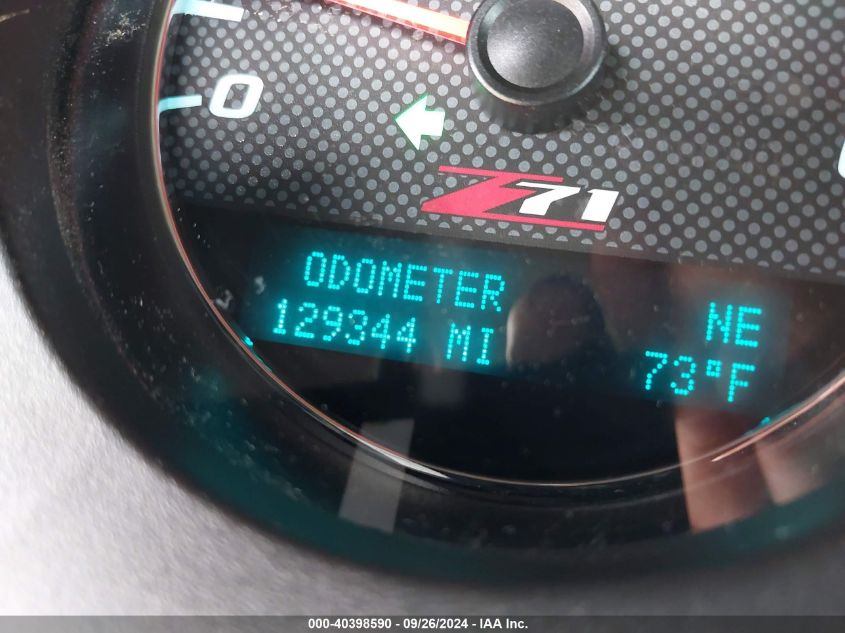 0
Z71
ODOMETER
129344 MI
NE
73°F
000-40398590 - 09/26/2024 - IAA Inc.